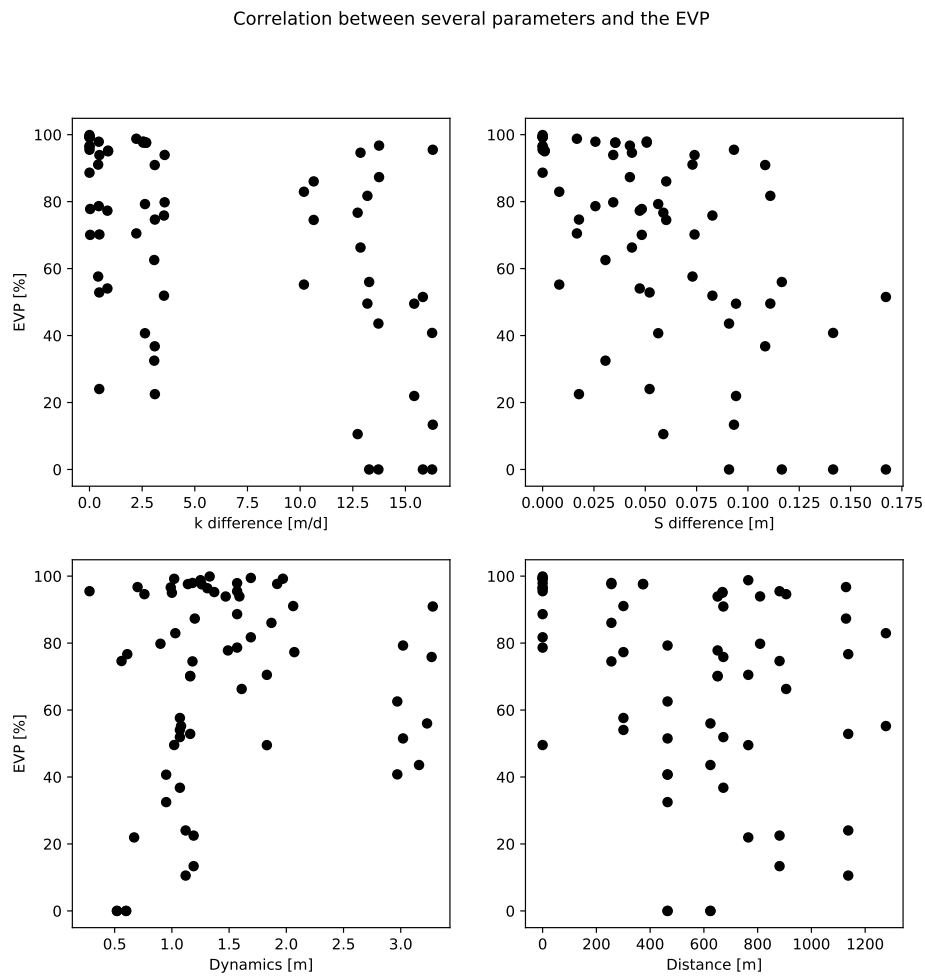 Correlation between several parameters and the EVP
100
80
60
40
20
0
EVP [%]
0.0 2.5 5.0 7.5 10.0 12.5 15.0
k difference [m/d]
100
80
60
40
20
0
0.000 0.025 0.050 0.075 0.100 0.125 0.150 0.175
S difference [m]
100
80
60
40
20
0
EVP [%]
0.5 1.0 1.5 2.0 2.5 3.0
Dynamics [m]
100
80
60
40
20
0
0 200 400 600 800 1000 1200
Distance [m]